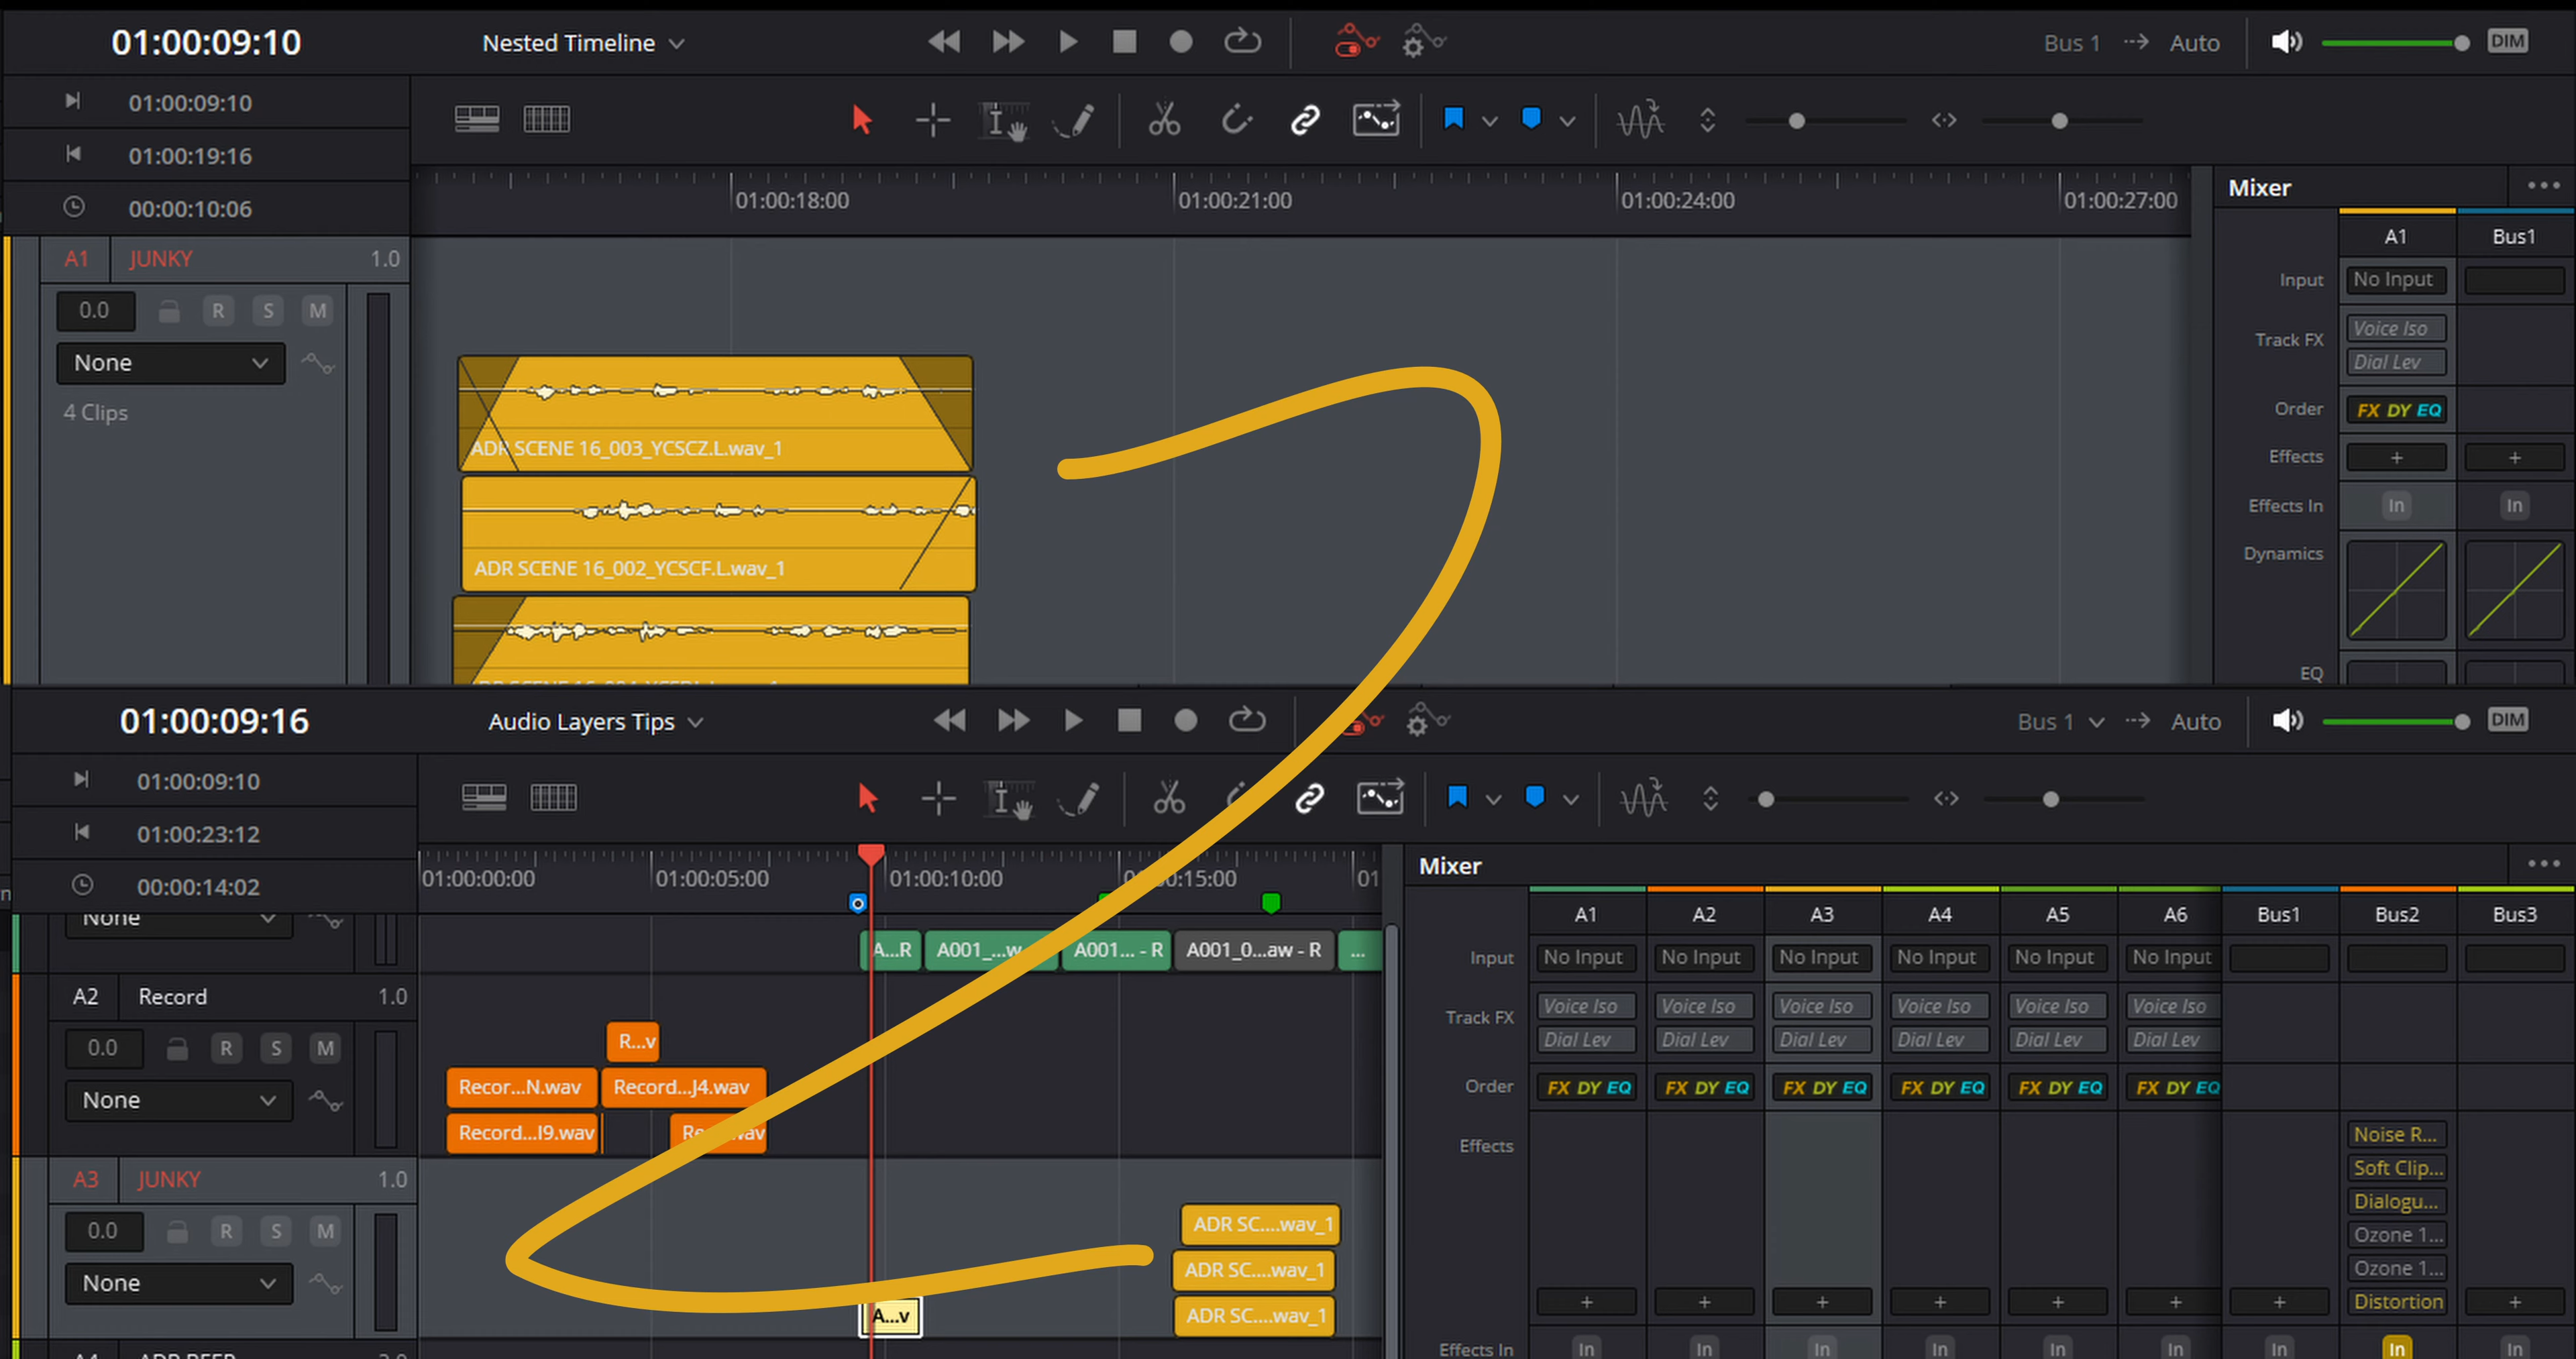 01:00:09:10 Nested Timeline Bus 1 Auto DIM
01:00:09:10
01:00:19:16
00:00:10:06
01:00:18:00 01:00:21:00 01:00:24:00 01:00:27:00
Mixer
A1 Bus1
A1 JUNKY 1.0
Input No Input
0.0 R S M
Track FX Voice Iso
Dial Lev
None
4 Clips
Order FX DY EQ
ADR SCENE 16_003_YCSCZ.L.wav_1
Effects + +
Effects In In In
Dynamics
ADR SCENE 16_002_YCSCF.L.wav_1
EQ
01:00:09:16 Audio Layers Tips Bus 1 Auto DIM
01:00:09:10
01:00:23:12
00:00:14:02
01:00:00:00 01:00:05:00 01:00:10:00
Mixer
A1 A2 A3 A4 A5 A6 Bus1 Bus2 Bus3
None
A...R A001_...w A001... - R A001_0...aw - R ...
Input No Input No Input No Input No Input No Input No Input
A2 Record 1.0
Track FX Voice Iso Voice Iso Voice Iso Voice Iso Voice Iso Voice Iso
Dial Lev Dial Lev Dial Lev Dial Lev Dial Lev Dial Lev
0.0 R S M
R...v
None
Recor...N.wav Record...J4.wav
Order FX DY EQ FX DY EQ FX DY EQ FX DY EQ FX DY EQ FX DY EQ
Record...I9.wav
Effects Noise R...
Soft Clip...
Dialogu...
Ozone 1...
Ozone 1...
+ + + + + + + Distortion +
A3 JUNKY 1.0
0.0 R S M
ADR SC....wav_1
None
ADR SC....wav_1
A...v ADR SC....wav_1
Effects In In In In In In In In In In